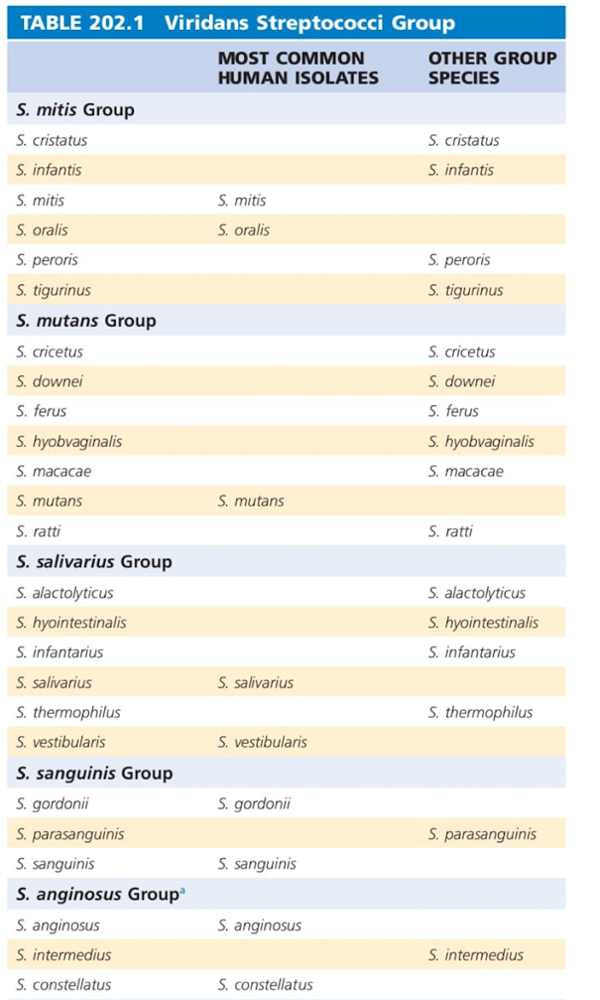 TABLE 202.1 Viridans Streptococci Group
MOST COMMON HUMAN ISOLATES OTHER GROUP SPECIES
S. mitis Group
S. cristatus S. cristatus
S. infantis S. infantis
S. mitis S. mitis
S. oralis S. oralis
S. peroris S. peroris
S. tigurinus S. tigurinus
S. mutans Group
S. cricetus S. cricetus
S. downei S. downei
S. ferus S. ferus
S. hyobvaginalis S. hyobvaginalis
S. macacae S. macacae
S. mutans S. mutans
S. ratti S. ratti
S. salivarius Group
S. alactolyticus S. alactolyticus
S. hyointestinalis S. hyointestinalis
S. infantarius S. infantarius
S. salivarius S. salivarius
S. thermophilus S. thermophilus
S. vestibularis S. vestibularis
S. sanguinis Group
S. gordonii S. gordonii
S. parasanguinis S. parasanguinis
S. sanguinis S. sanguinis
S. anginosus Groupᵃ
S. anginosus S. anginosus
S. intermedius S. intermedius
S. constellatus S. constellatus